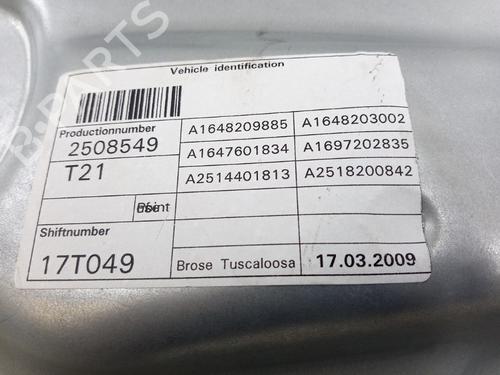 B-PARTS
Vehicle identification
Productionnumber
2508549
T21
Shiftnumber
17T049
A1648209885 A1648203002
A1647601834 A1697202835
A2514401813 A2518200842
Brose Tuscaloosa 17.03.2009